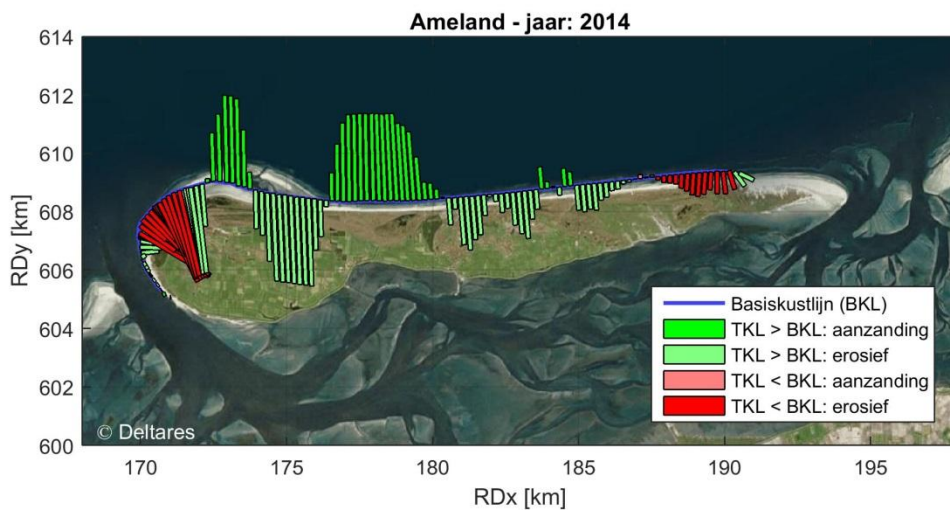 Ameland - jaar: 2014
614
612
610
608
606
604
602
600
RDy [km]
Basiskustlijn (BKL)
TKL > BKL: aanzanding
TKL > BKL: erosief
TKL < BKL: aanzanding
TKL < BKL: erosief
© Deltares
170
175
180
185
190
195
RDx [km]